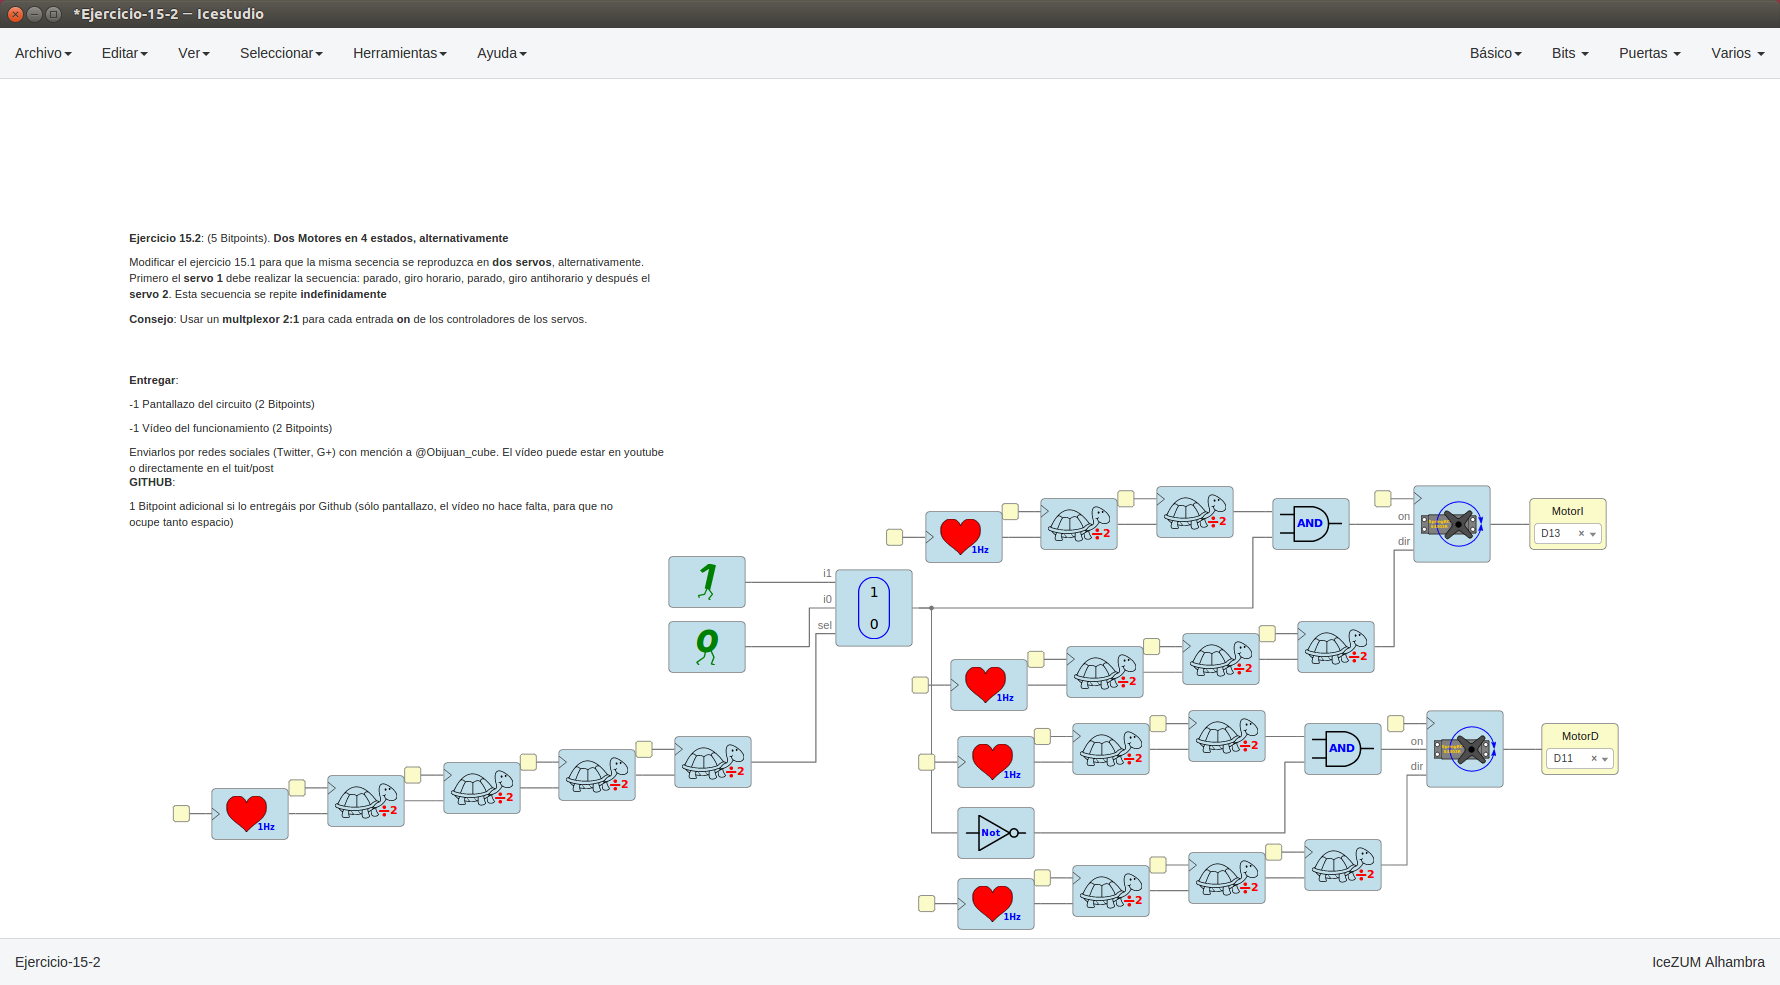 *Ejercicio-15-2 — Icestudio
Archivo Editar Ver Seleccionar Herramientas Ayuda Básico Bits Puertas Varios
Ejercicio 15.2: (5 Bitpoints). Dos Motores en 4 estados, alternativamente
Modificar el ejercicio 15.1 para que la misma secencia se reproduzca en dos servos, alternativamente.
Primero el servo 1 debe realizar la secuencia: parado, giro horario, parado, giro antihorario y después el
servo 2. Esta secuencia se repite indefinidamente
Consejo: Usar un multplexor 2:1 para cada entrada on de los controladores de los servos.
Entregar:
-1 Pantallazo del circuito (2 Bitpoints)
-1 Vídeo del funcionamiento (2 Bitpoints)
Enviarlos por redes sociales (Twitter, G+) con mención a @Obijuan_cube. El vídeo puede estar en youtube
o directamente en el tuit/post
GITHUB:
1 Bitpoint adicional si lo entregáis por Github (sólo pantallazo, el vídeo no hace falta, para que no
ocupe tanto espacio)
1Hz ÷2 ÷2 AND on dir MotorI
D13 ×
1 i1 1
0 i0 0
sel
1Hz ÷2 ÷2 ÷2
1Hz ÷2 ÷2 AND on dir MotorD
D11 ×
1Hz ÷2 ÷2 ÷2 ÷2
Not
1Hz ÷2 ÷2 ÷2
Ejercicio-15-2 IceZUM Alhambra